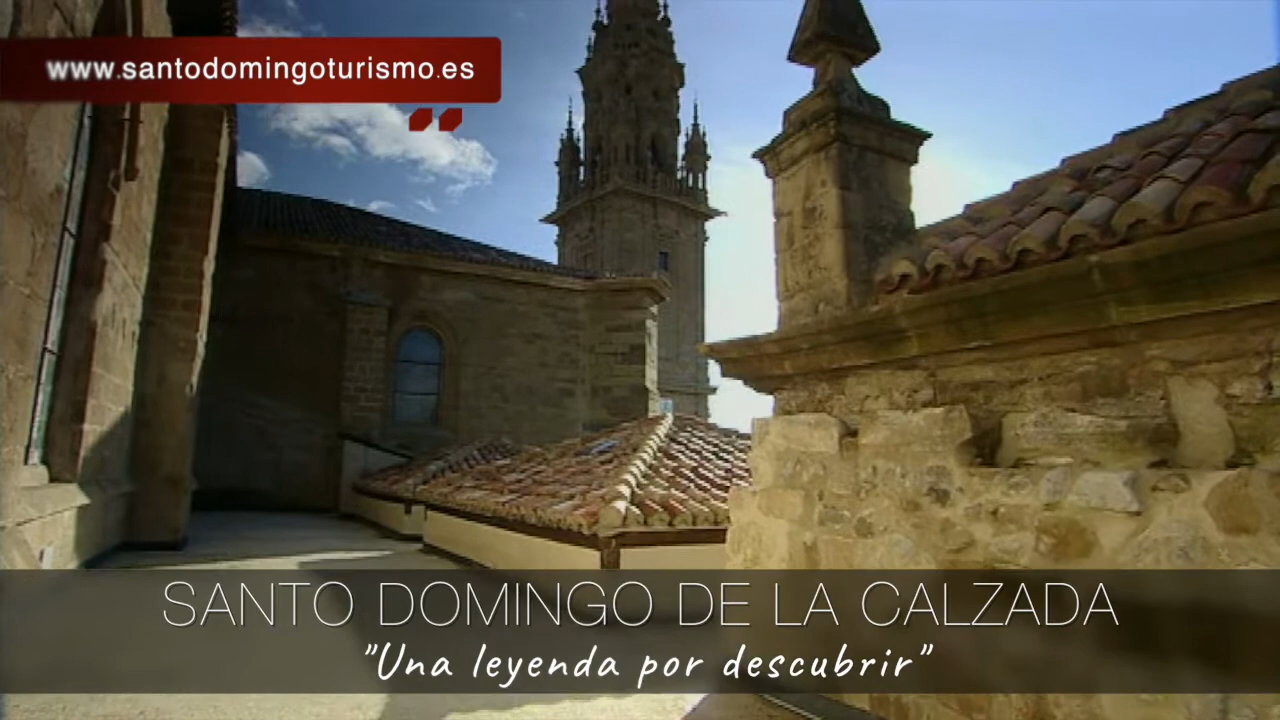 www.santodomingoturismo.es
SANTO DOMINGO DE LA CALZADA
"Una leyenda por descubrir"